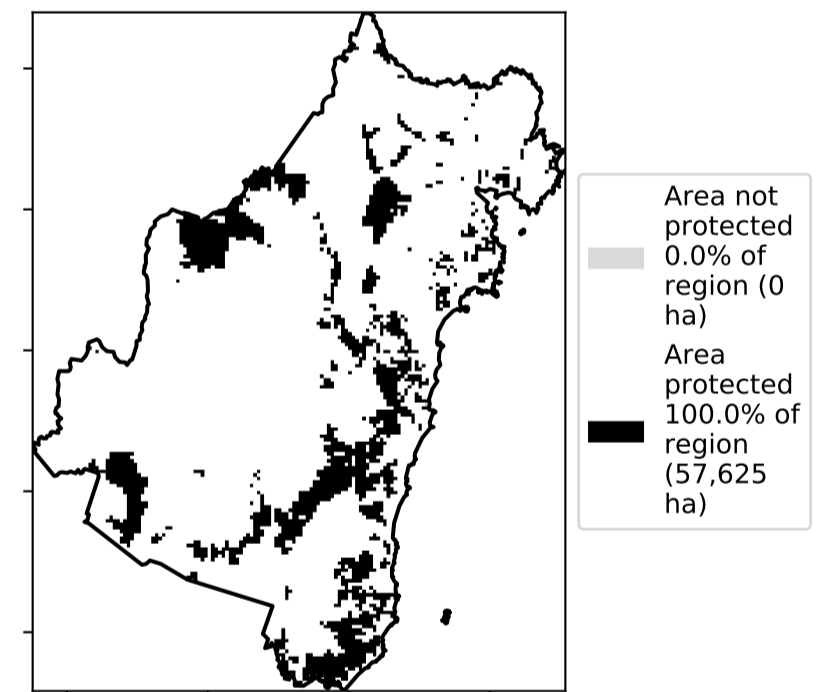 Area not
protected
0.0% of
region (0
ha)
Area
protected
100.0% of
region
(57,625
ha)